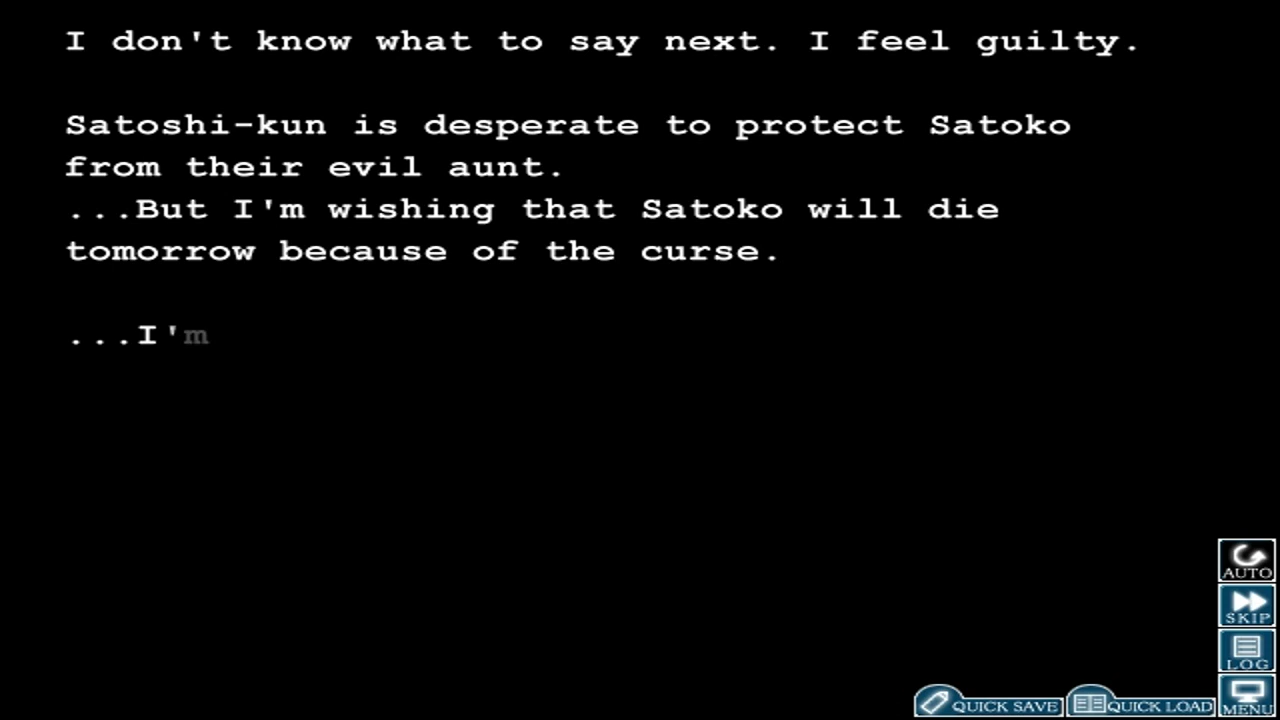 I don't know what to say next. I feel guilty.
Satoshi-kun is desperate to protect Satoko
from their evil aunt.
...But I'm wishing that Satoko will die
tomorrow because of the curse.
...I'm
AUTO
SKIP
LOG
QUICK SAVE
QUICK LOAD
MENU